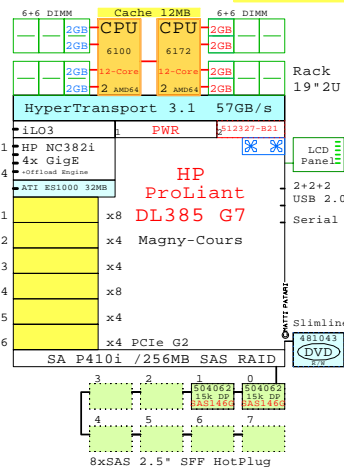 6+6 DIMM Cache 12MB 6+6 DIMM
2GB CPU CPU 2GB
2GB 6100 6172 2GB
2GB 12-Core 12-Core 2GB
2GB 2 AMD64 2 AMD64 2GB
Rack
19"2U
HyperTransport 3.1 57GB/s
iLO3 1 PWR 2 512327-B21
1 HP NC382i
4x GigE
4 +Offload Engine
ATI ES1000 32MB
LCD
Panel
HP
ProLiant
DL385 G7
Magny-Cours
2+2+2
USB 2.0
Serial
1 x8
2 x4
3 x4
4 x8
5 x4
6 x4 PCIe G2
MATTI PATARI
Slimline
481043
DVD
R/W
SA P410i /256MB SAS RAID
3 2 1 0
504062 504062
15k DP 15k DP
SAS146G SAS146G
4 5 6 7
8xSAS 2.5" SFF HotPlug